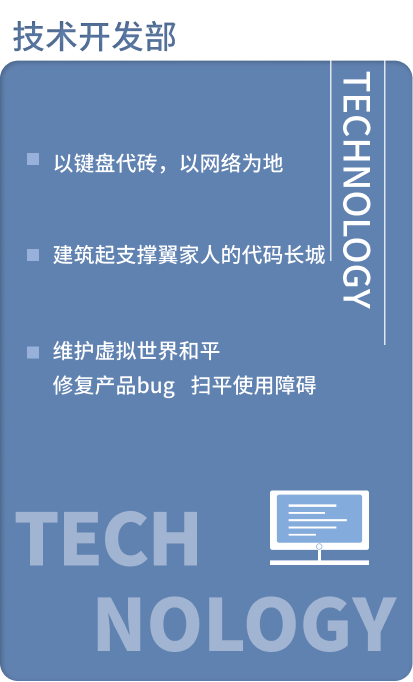 技术开发部
TECHNOLOGY
以键盘代砖，以网络为地
建筑起支撑翼家人的代码长城
维护虚拟世界和平
修复产品bug 扫平使用障碍
TECH
NOLOGY